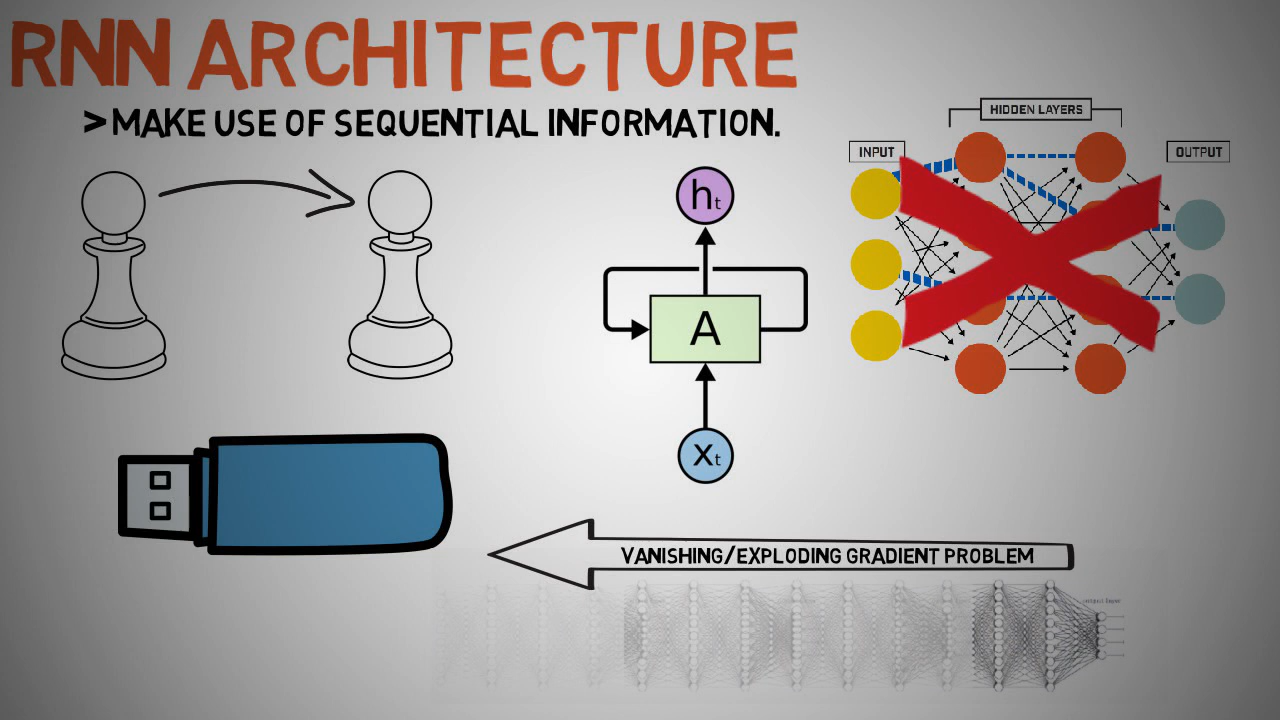 RNN ARCHITECTURE
> MAKE USE OF SEQUENTIAL INFORMATION.
HIDDEN LAYERS
INPUT
OUTPUT
ht
A
xt
VANISHING/EXPLODING GRADIENT PROBLEM